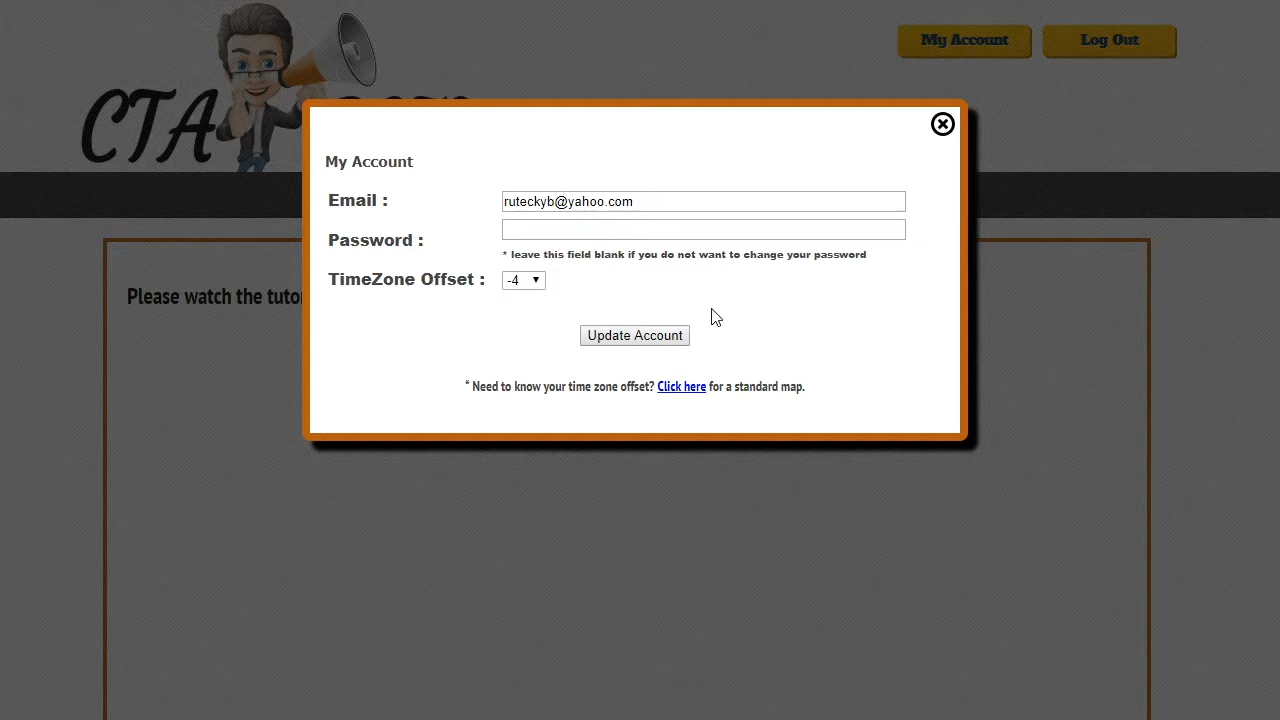 My Account
Log Out
CTA
My Account
Email :
ruteckyb@yahoo.com
Password :
* leave this field blank if you do not want to change your password
TimeZone Offset :
-4
Please watch the
Update Account
* Need to know your time zone offset? Click here for a standard map.